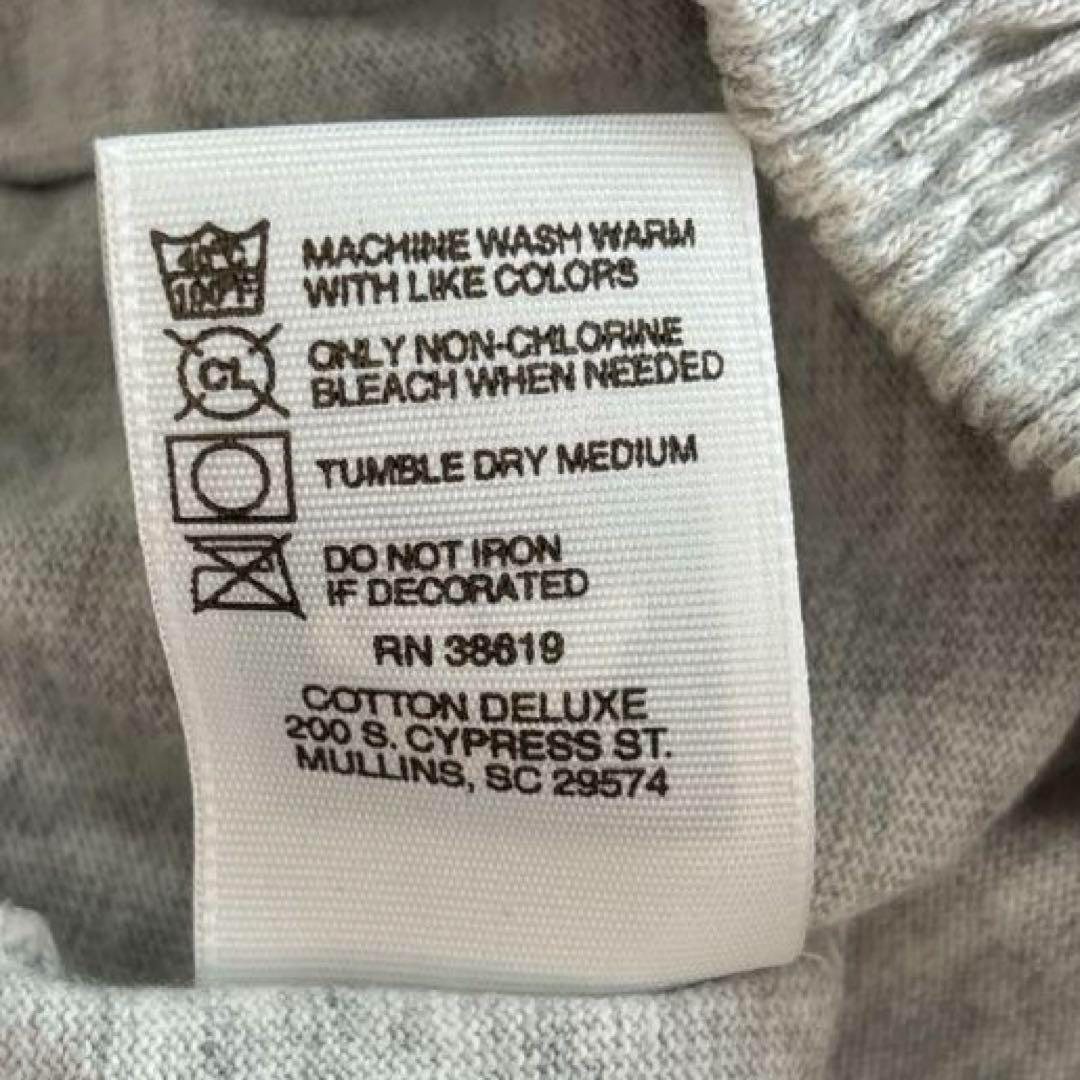 40°C
100°F
MACHINE WASH WARM
WITH LIKE COLORS
CL
ONLY NON-CHLORINE
BLEACH WHEN NEEDED
TUMBLE DRY MEDIUM
DO NOT IRON
IF DECORATED
RN 38619
COTTON DELUXE
200 S. CYPRESS ST.
MULLINS, SC 29574